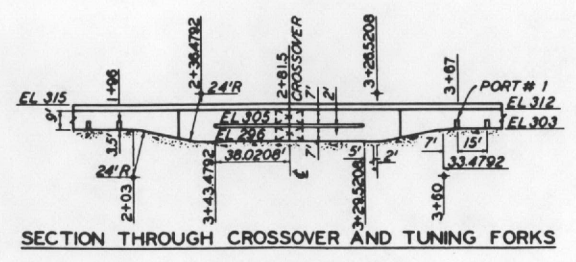 2+38.4792
3+28.5208
2+81.5
CROSSOVER
24'R
1+96
3+67
PORT# 1
EL 315
EL 312
9'
EL 305
7'
2'
EL 303
EL 296
3.5'
38.0208'
7'
5'
2'
7'
15'
33.4792
24'R
2+03
3+43.4792
℄
3+29.5208
3+60
SECTION THROUGH CROSSOVER AND TUNING FORKS